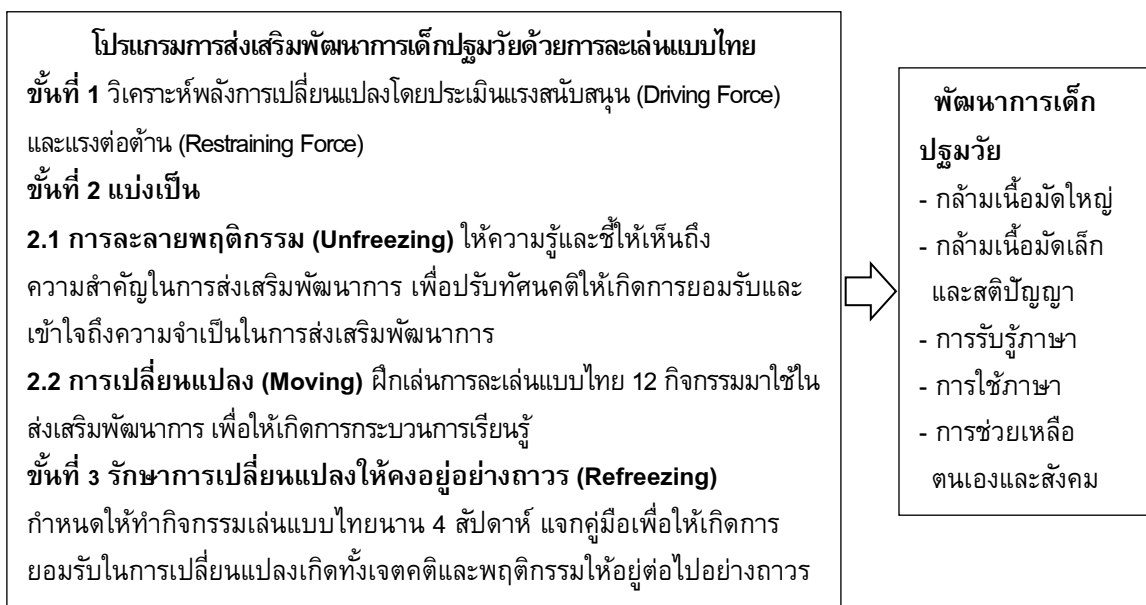 โปรแกรมการส่งเสริมพัฒนาการเด็กปฐมวัยด้วยการละเล่นแบบไทย
ขั้นที่ 1 วิเคราะห์พลังการเปลี่ยนแปลงโดยประเมินแรงสนับสนุน (Driving Force)
และแรงต่อต้าน (Restraining Force)
ขั้นที่ 2 แบ่งเป็น
2.1 การละลายพฤติกรรม (Unfreezing) ให้ความรู้และชี้ให้เห็นถึง
ความสำคัญในการส่งเสริมพัฒนาการ เพื่อปรับทัศนคติให้เกิดการยอมรับและ
เข้าใจถึงความจำเป็นในการส่งเสริมพัฒนาการ
2.2 การเปลี่ยนแปลง (Moving) ฝึกเล่นการละเล่นแบบไทย 12 กิจกรรมมาใช้ใน
ส่งเสริมพัฒนาการ เพื่อให้เกิดการกระบวนการเรียนรู้
ขั้นที่ 3 รักษาการเปลี่ยนแปลงให้คงอยู่อย่างถาวร (Refreezing)
กำหนดให้ทำกิจกรรมเล่นแบบไทยนาน 4 สัปดาห์ แจกคู่มือเพื่อให้เกิดการ
ยอมรับในการเปลี่ยนแปลงเกิดทั้งเจตคติและพฤติกรรมให้อยู่ต่อไปอย่างถาวร
พัฒนาการเด็ก
ปฐมวัย
- กล้ามเนื้อมัดใหญ่
- กล้ามเนื้อมัดเล็ก
และสติปัญญา
- การรับรู้ภาษา
- การใช้ภาษา
- การช่วยเหลือ
ตนเองและสังคม